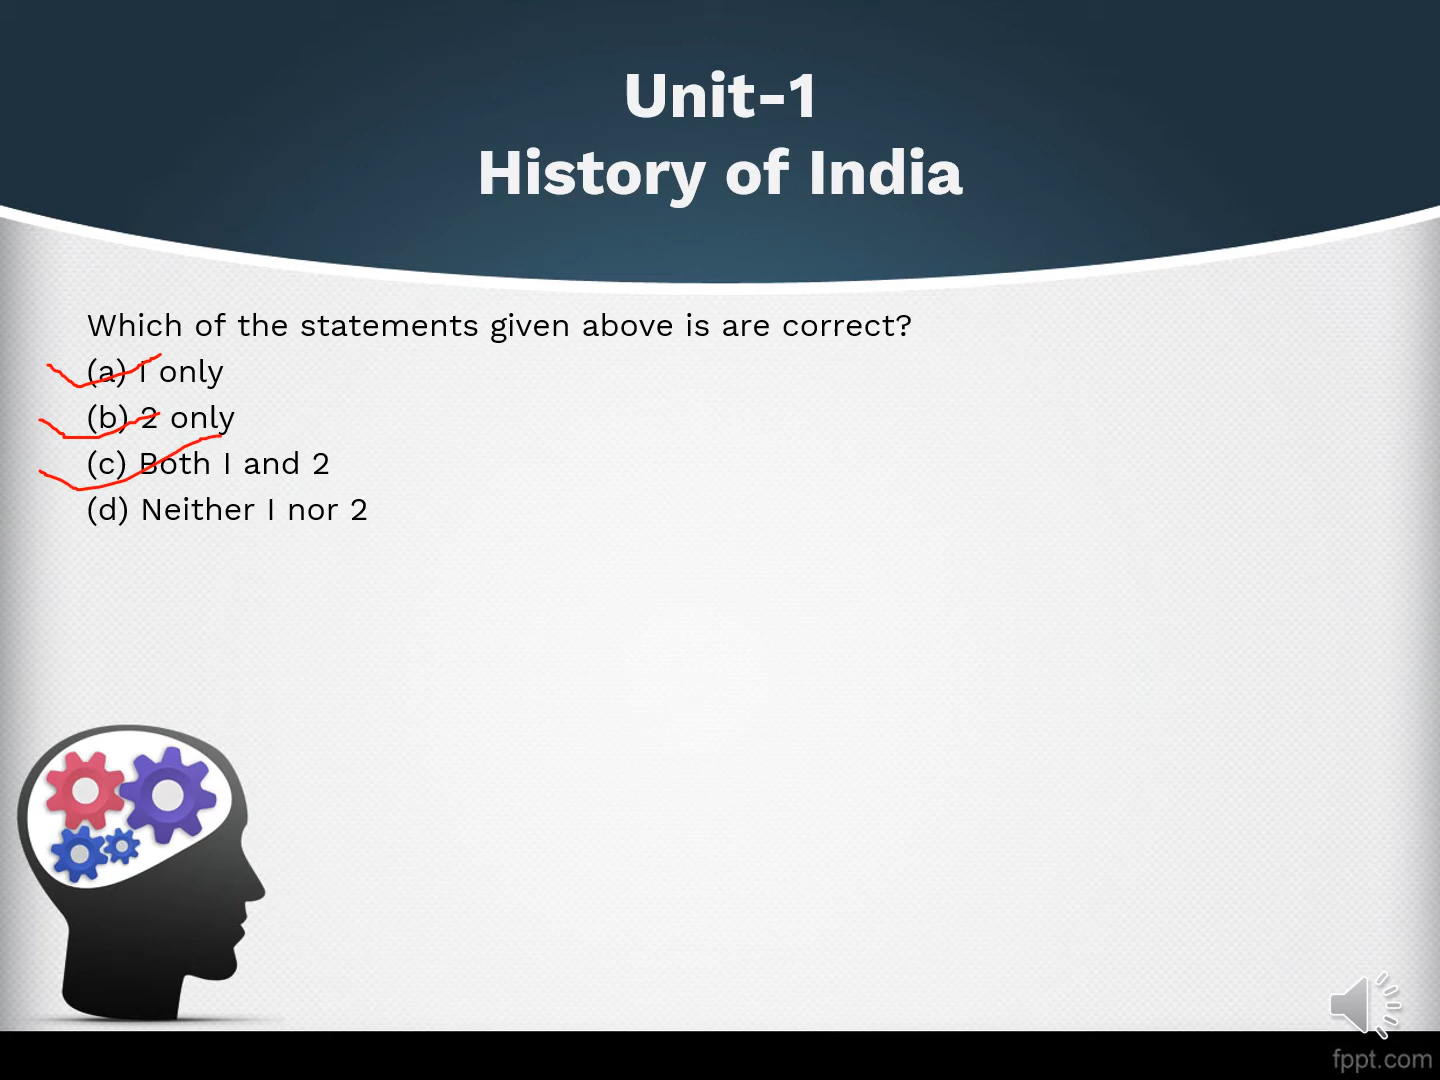 Unit-1
History of India
Which of the statements given above is are correct?
(a) I only
(b) 2 only
(c) Both I and 2
(d) Neither I nor 2
fppt.com